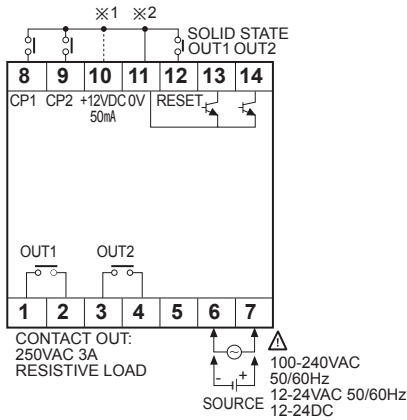 ※1 ※2
SOLID STATE
OUT1 OUT2
8 9 10 11 12 13 14
CP1 CP2 +12VDC 0V RESET
50mA
OUT1 OUT2
1 2 3 4 5 6 7
CONTACT OUT:
250VAC 3A
RESISTIVE LOAD
- +
SOURCE
100-240VAC
50/60Hz
12-24VAC 50/60Hz
12-24DC